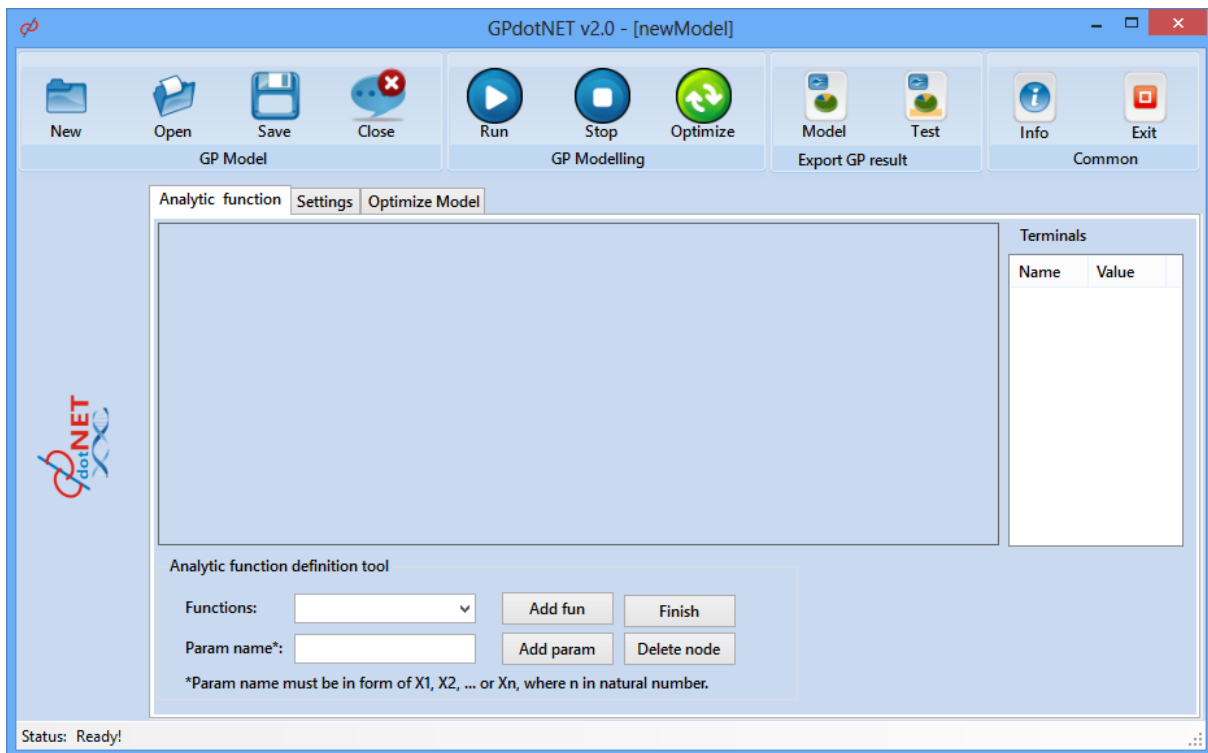 GPdotNET v2.0 - [newModel]
New Open Save Close Run Stop Optimize Model Test Info Exit
GP Model GP Modelling Export GP result Common
Analytic function Settings Optimize Model
Terminals
Name Value
GPdotNET
Analytic function definition tool
Functions: Add fun Finish
Param name*: Add param Delete node
*Param name must be in form of X1, X2, ... or Xn, where n in natural number.
Status: Ready!